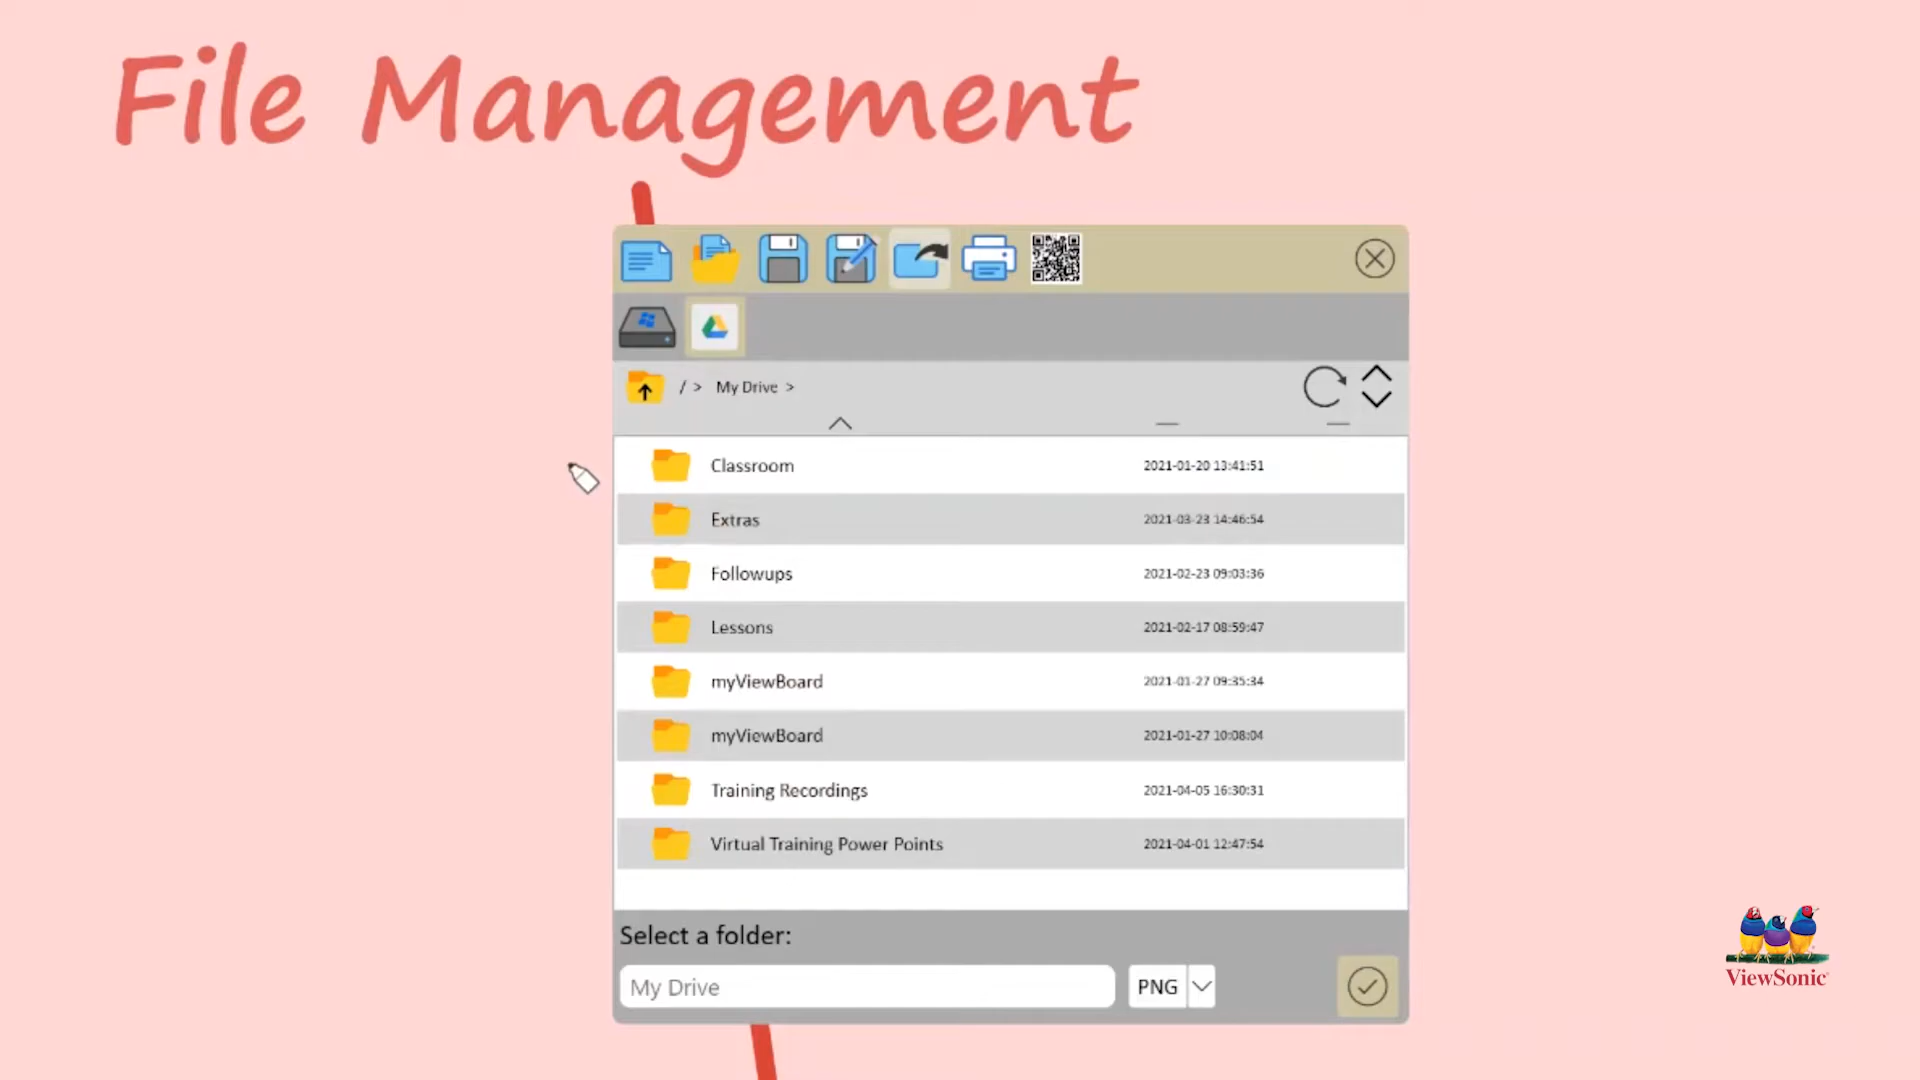 File Management
/ > My Drive >
Classroom 2021-01-20 13:41:51
Extras 2021-03-23 14:46:54
Followups 2021-02-23 09:03:36
Lessons 2021-02-17 08:59:47
myViewBoard 2021-01-27 09:35:34
myViewBoard 2021-01-27 10:08:04
Training Recordings 2021-04-05 16:30:31
Virtual Training Power Points 2021-04-01 12:47:54
Select a folder:
My Drive PNG
ViewSonic